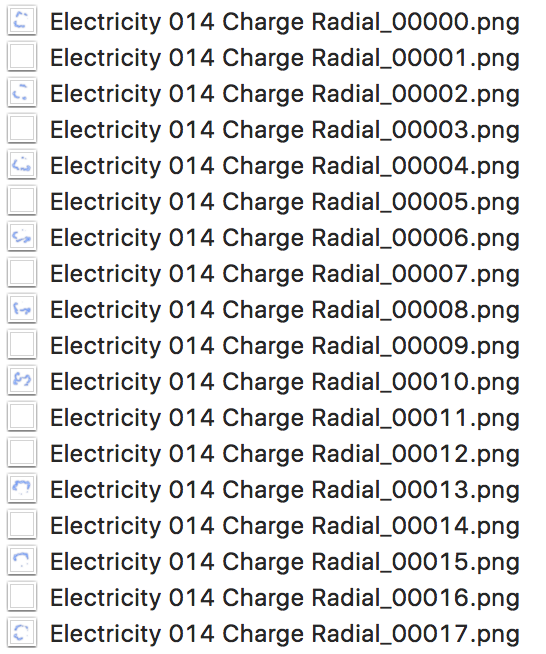 Electricity 014 Charge Radial_00000.png
Electricity 014 Charge Radial_00001.png
Electricity 014 Charge Radial_00002.png
Electricity 014 Charge Radial_00003.png
Electricity 014 Charge Radial_00004.png
Electricity 014 Charge Radial_00005.png
Electricity 014 Charge Radial_00006.png
Electricity 014 Charge Radial_00007.png
Electricity 014 Charge Radial_00008.png
Electricity 014 Charge Radial_00009.png
Electricity 014 Charge Radial_00010.png
Electricity 014 Charge Radial_00011.png
Electricity 014 Charge Radial_00012.png
Electricity 014 Charge Radial_00013.png
Electricity 014 Charge Radial_00014.png
Electricity 014 Charge Radial_00015.png
Electricity 014 Charge Radial_00016.png
Electricity 014 Charge Radial_00017.png